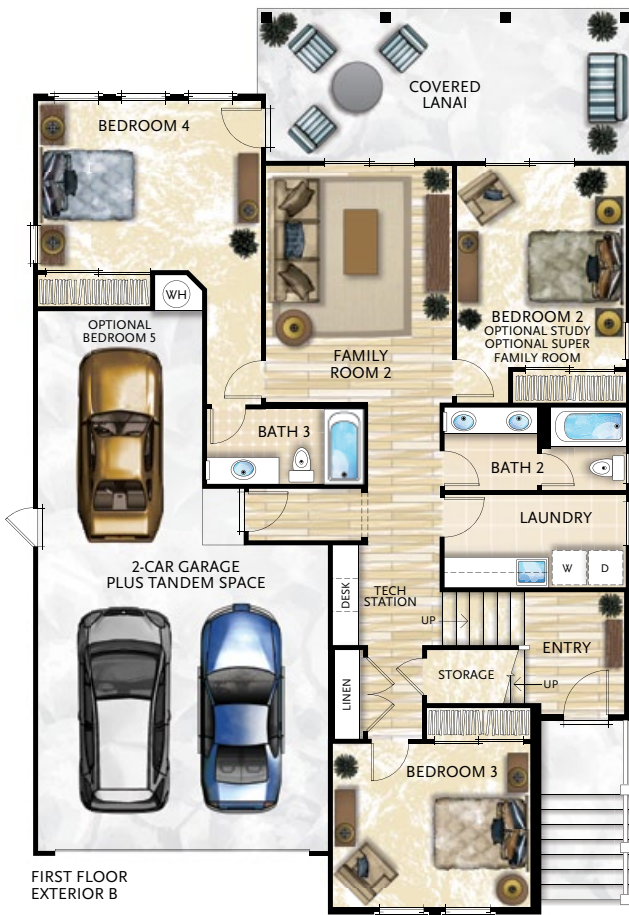 COVERED
LANAI
BEDROOM 4
WH
OPTIONAL
BEDROOM 5
FAMILY
ROOM 2
BEDROOM 2
OPTIONAL STUDY
OPTIONAL SUPER
FAMILY ROOM
BATH 3
BATH 2
LAUNDRY
W
D
2-CAR GARAGE
PLUS TANDEM SPACE
DESK
TECH
STATION
UP
ENTRY
STORAGE
UP
LINEN
BEDROOM 3
FIRST FLOOR
EXTERIOR B